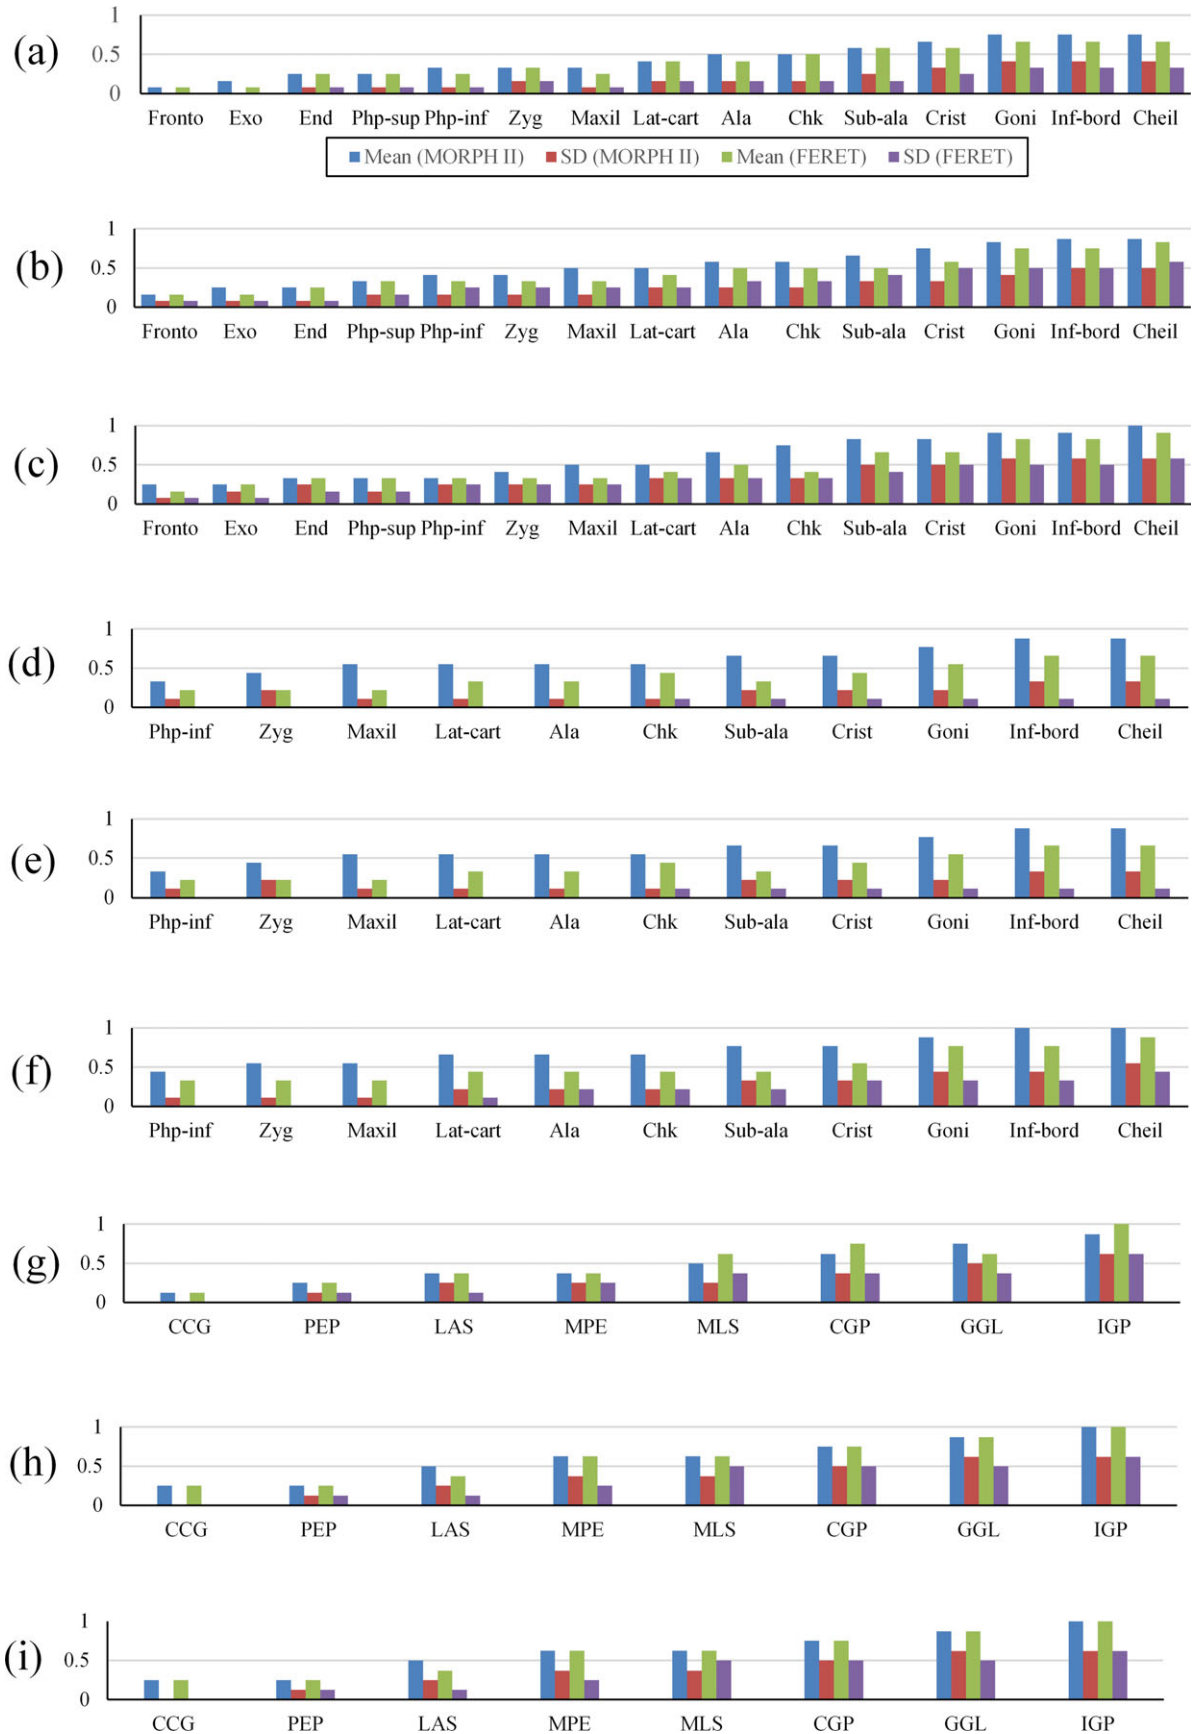 (a)
1
0.5
0
Fronto Exo End Php-sup Php-inf Zyg Maxil Lat-cart Ala Chk Sub-ala Crist Goni Inf-bord Cheil
Mean (MORPH II) SD (MORPH II) Mean (FERET) SD (FERET)
(b)
1
0.5
0
Fronto Exo End Php-sup Php-inf Zyg Maxil Lat-cart Ala Chk Sub-ala Crist Goni Inf-bord Cheil
(c)
1
0.5
0
Fronto Exo End Php-sup Php-inf Zyg Maxil Lat-cart Ala Chk Sub-ala Crist Goni Inf-bord Cheil
(d)
1
0.5
0
Php-inf Zyg Maxil Lat-cart Ala Chk Sub-ala Crist Goni Inf-bord Cheil
(e)
1
0.5
0
Php-inf Zyg Maxil Lat-cart Ala Chk Sub-ala Crist Goni Inf-bord Cheil
(f)
1
0.5
0
Php-inf Zyg Maxil Lat-cart Ala Chk Sub-ala Crist Goni Inf-bord Cheil
(g)
1
0.5
0
CCG PEP LAS MPE MLS CGP GGL IGP
(h)
1
0.5
0
CCG PEP LAS MPE MLS CGP GGL IGP
(i)
1
0.5
0
CCG PEP LAS MPE MLS CGP GGL IGP